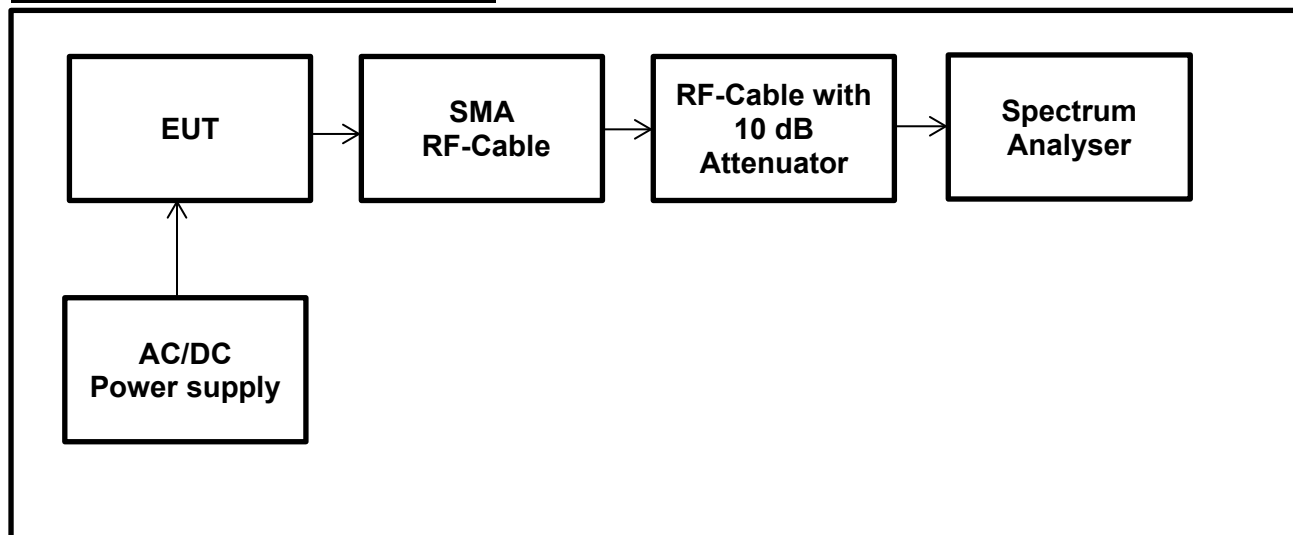 EUT
SMA
RF-Cable
RF-Cable with
10 dB
Attenuator
Spectrum
Analyser
AC/DC
Power supply